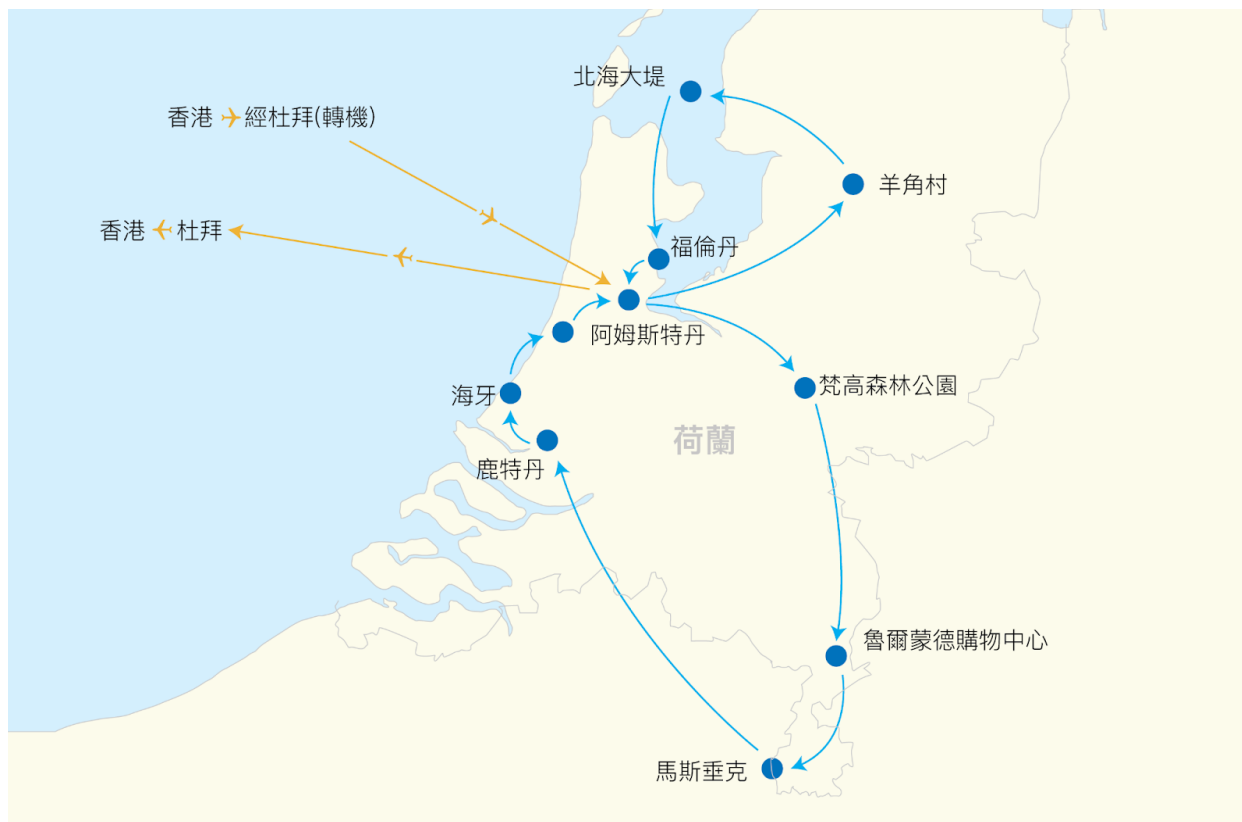 北海大堤
香港 經杜拜(轉機)
羊角村
香港 杜拜
福倫丹
阿姆斯特丹
梵高森林公園
海牙
荷蘭
鹿特丹
魯爾蒙德購物中心
馬斯垂克